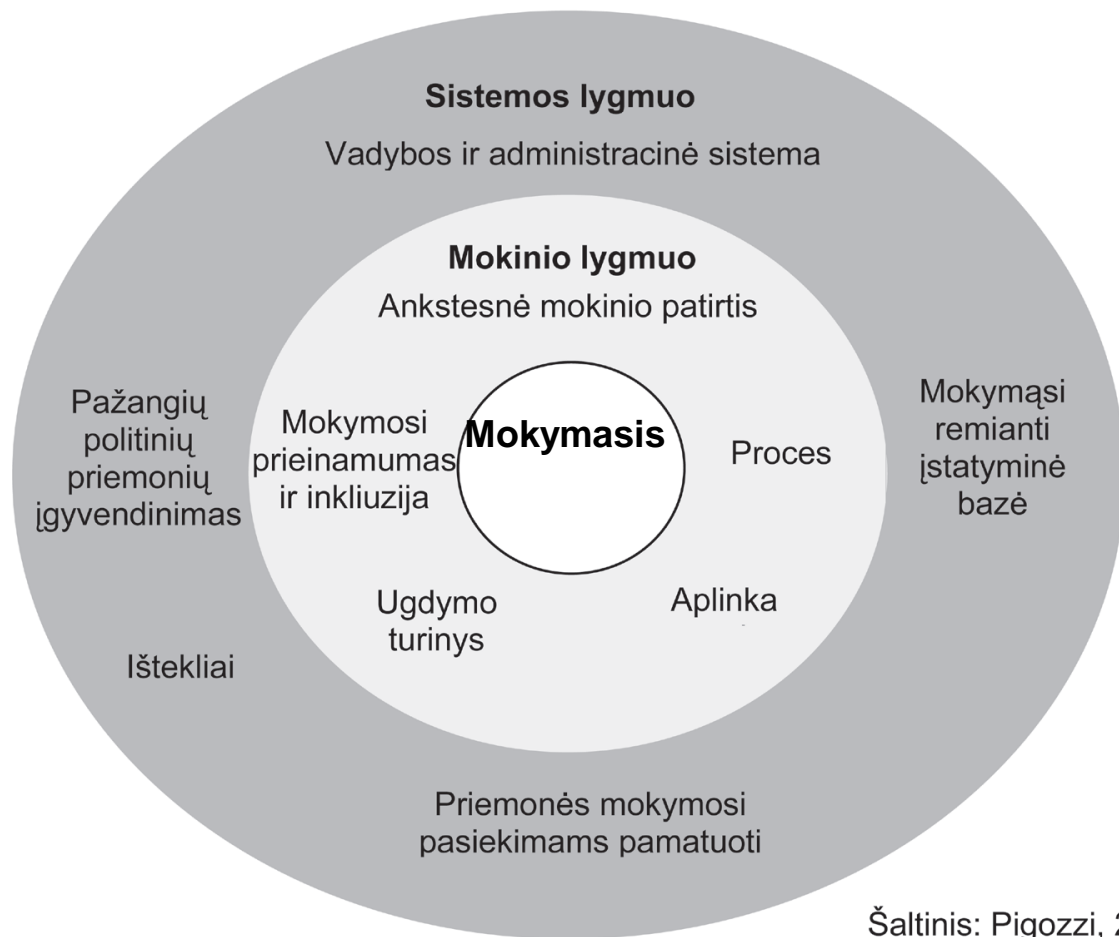 Sistemos lygmuo
Vadybos ir administracinė sistema
Mokinio lygmuo
Ankstesnė mokinio patirtis
Pažangių
politinių
priemonių
įgyvendinimas
Mokymosi
prieinamumas
ir inkliuzija
Mokymasis
Proces
Mokymąsi
remianti
įstatyminė
bazė
Ugdymo
turinys
Aplinka
Ištekliai
Priemonės mokymosi
pasiekimams pamatuoti
Šaltinis: Pigozzi, 2